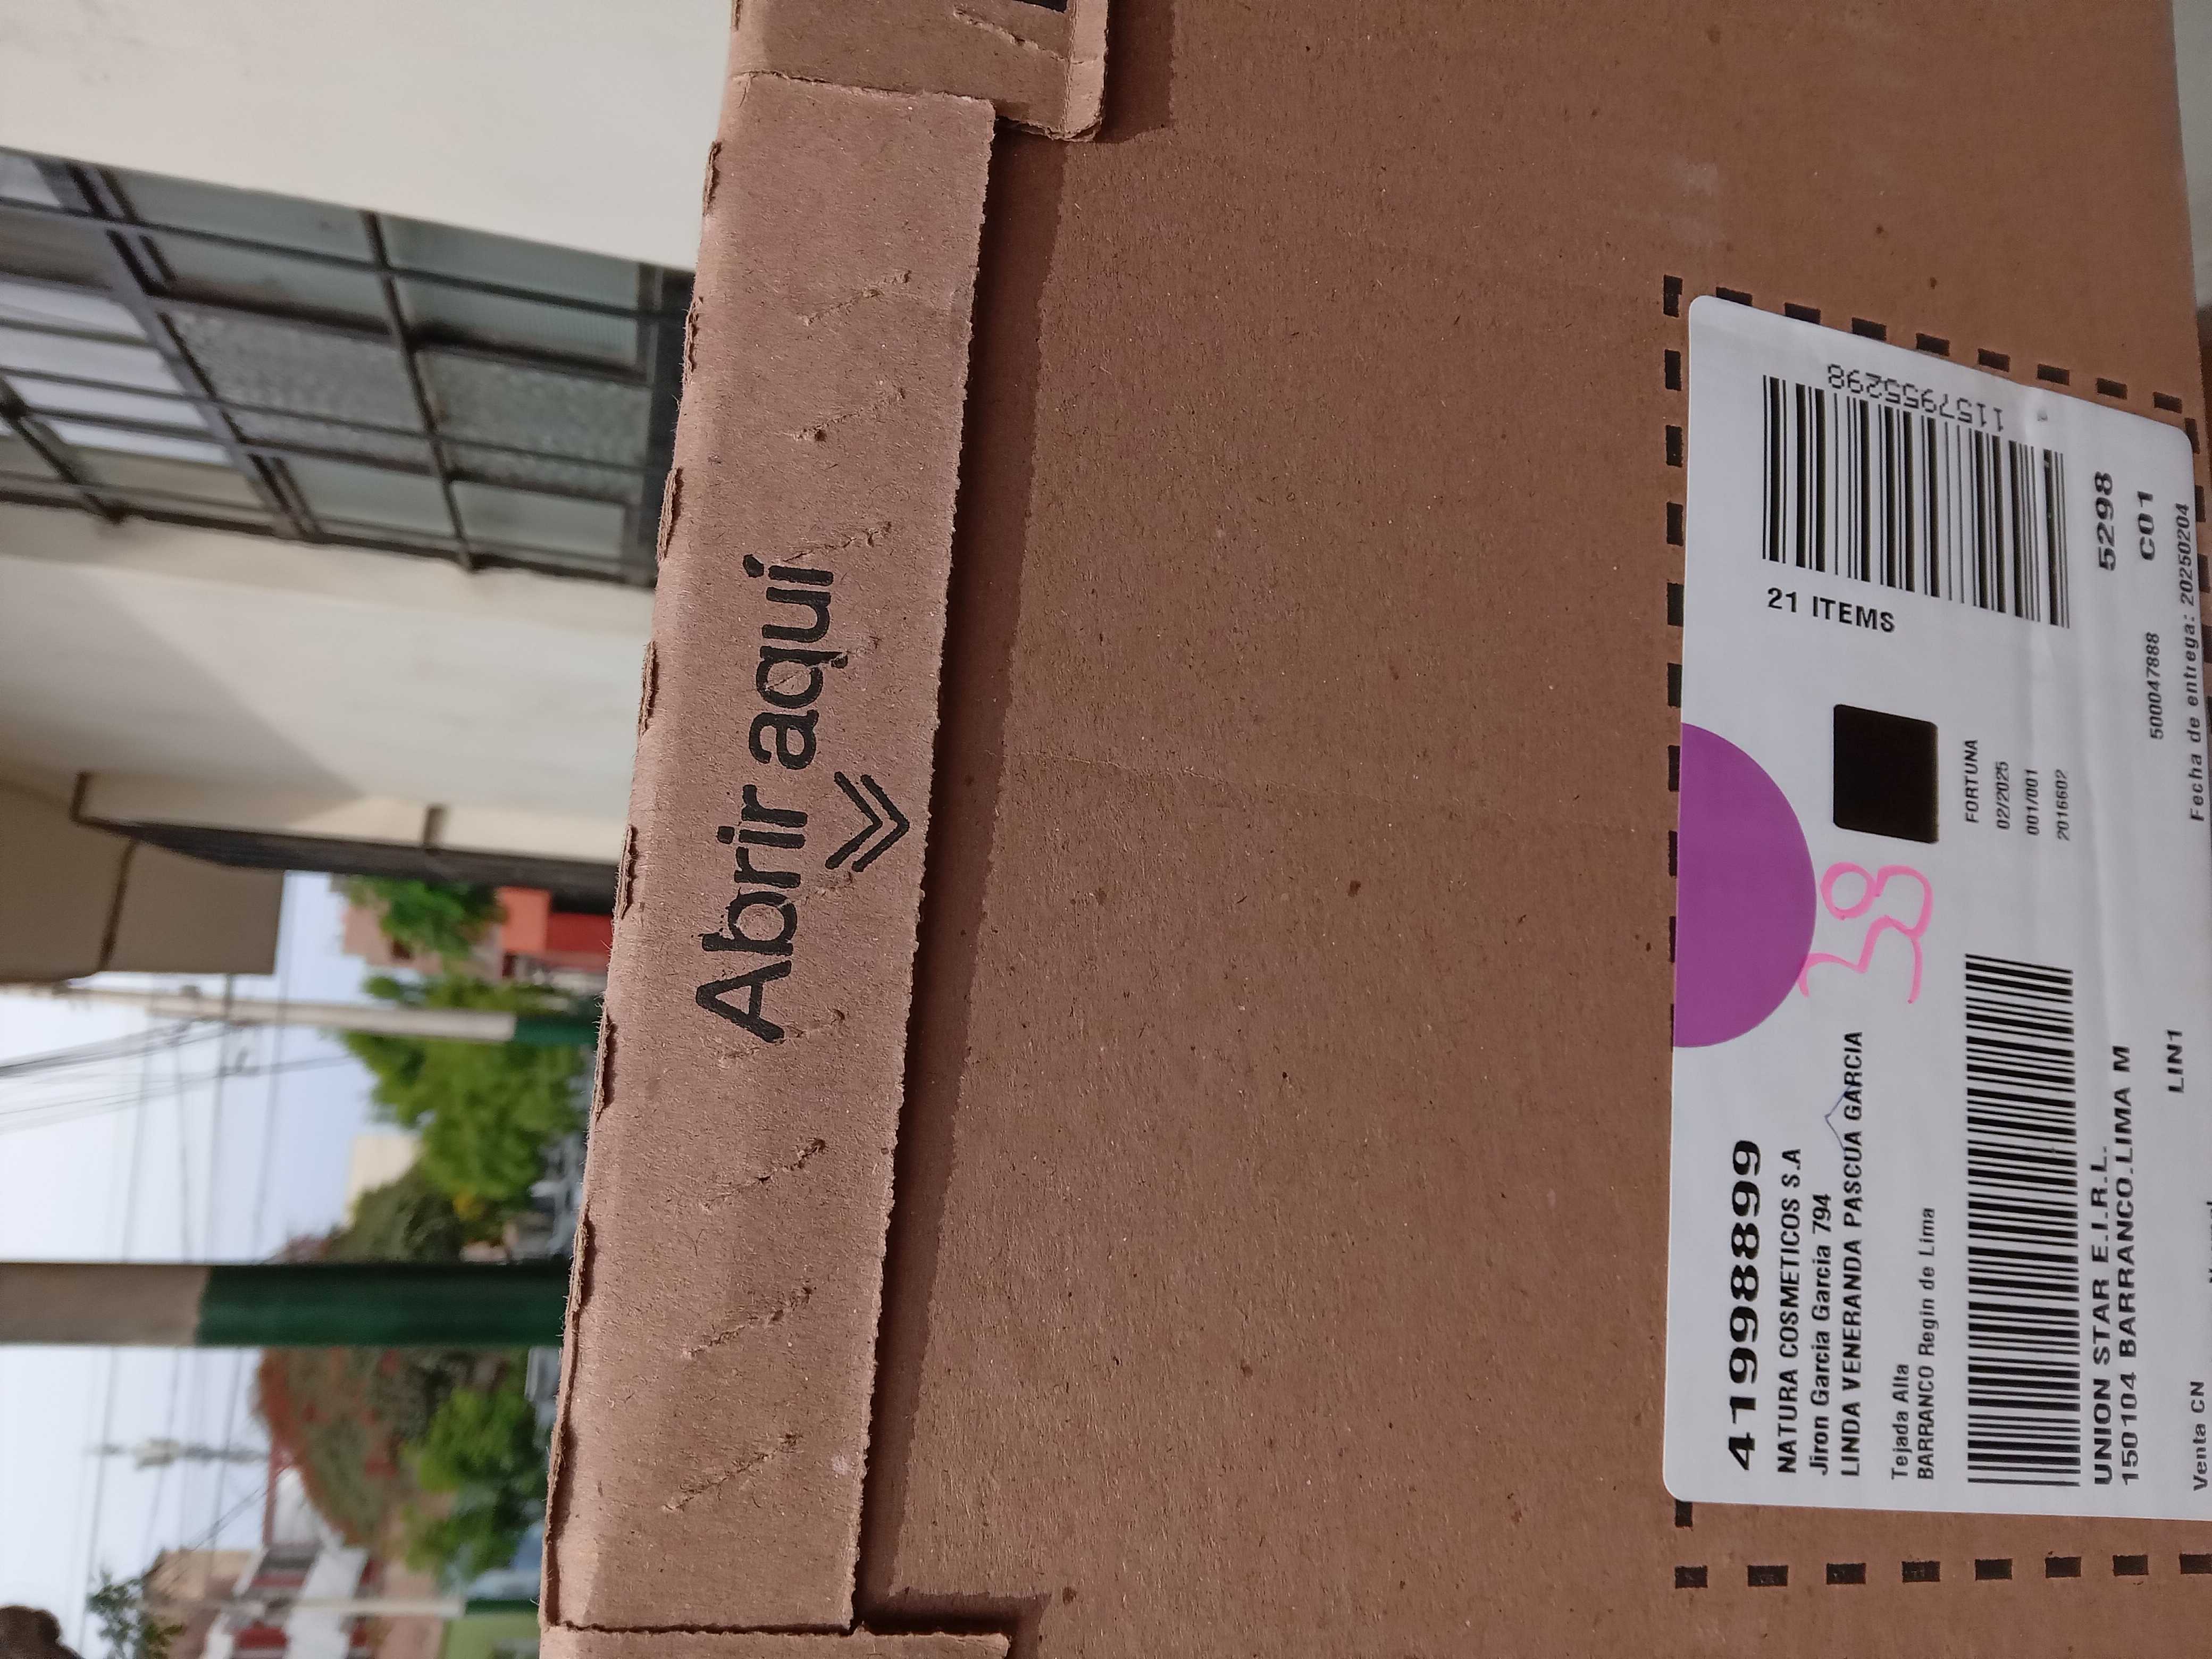 Abrir aquí
419988899
NATURA COSMETICOS S.A
Jiron Garcia Garcia 794
LINDA VENERANDA PASCUA GARCIA
Tejada Alta
BARRANCO Regin de Lima
UNION STAR E.I.R.L.
150104 BARRANCO.LIMA M
LIN1
Venta CN
38
FORTUNA
02/2025
001/001
2016602
21 ITEMS
1157955298
5298
C01
500047888
Fecha de entrega: 20250204